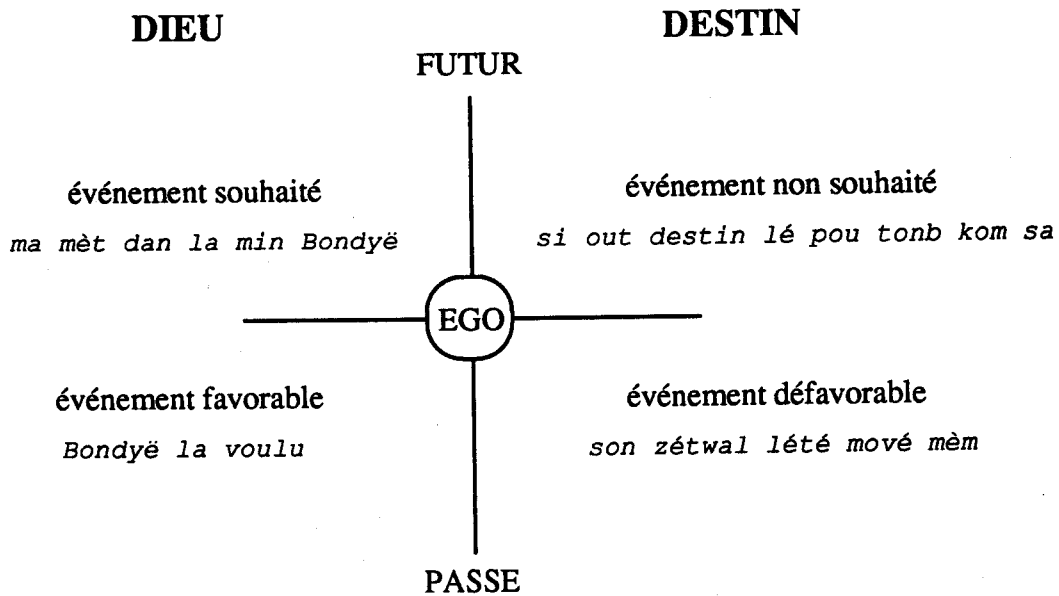 DIEU
DESTIN
FUTUR
événement souhaité
ma mèt dan la min Bondyë
événement non souhaité
si out destin lé pou tonb kom sa
EGO
événement favorable
Bondyë la voulu
événement défavorable
son zétwal lété mové mèm
PASSE